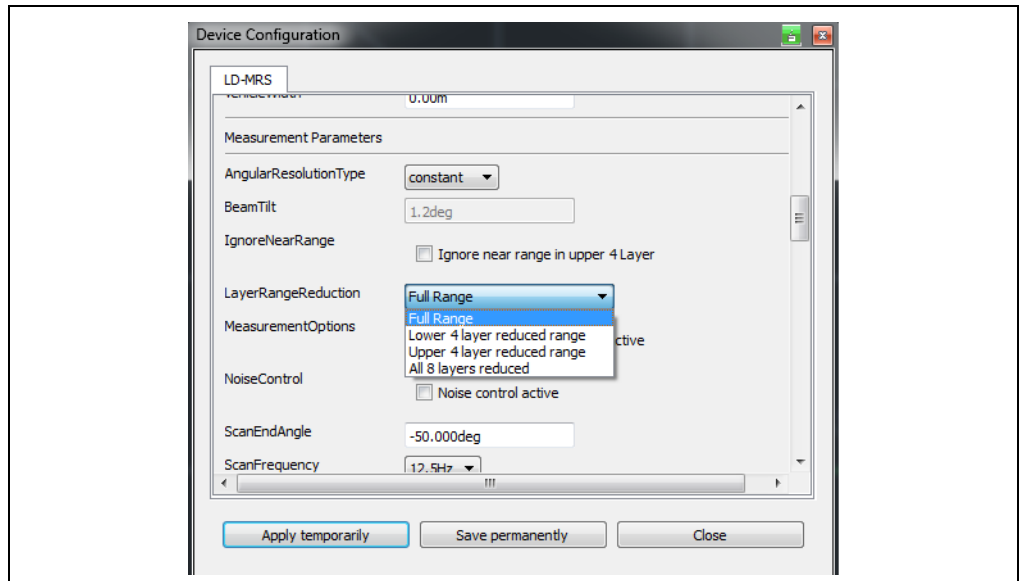 Device Configuration
LD-MRS
0.00m
Measurement Parameters
AngularResolutionType
constant
BeamTilt
1.2deg
IgnoreNearRange
Ignore near range in upper 4 Layer
LayerRangeReduction
Full Range
Full Range
MeasurementOptions
Lower 4 layer reduced range
ctive
Upper 4 layer reduced range
All 8 layers reduced
NoiseControl
Noise control active
ScanEndAngle
-50.000deg
ScanFrequency
12.5Hz
Apply temporarily
Save permanently
Close